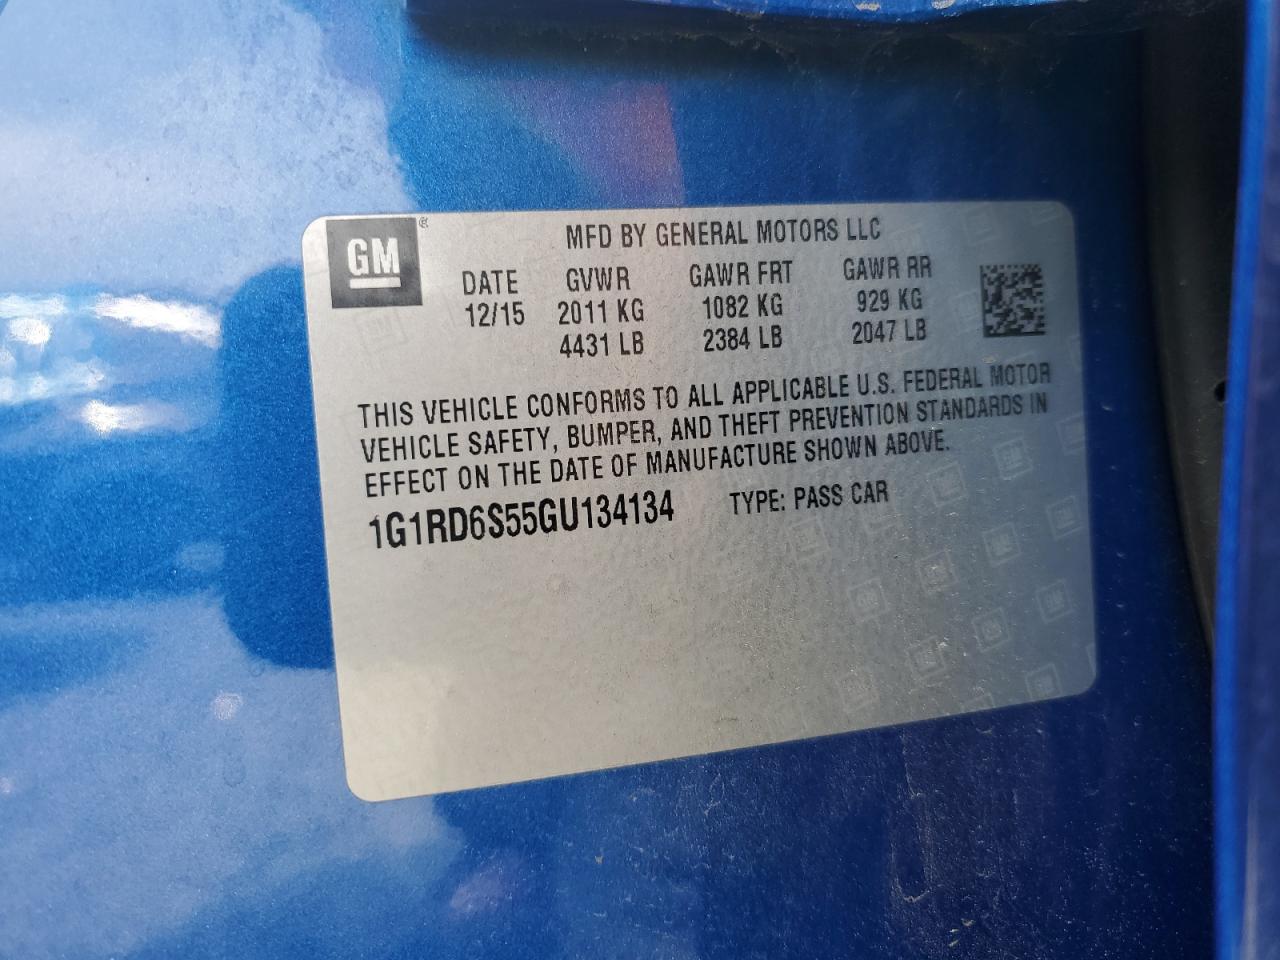 GM ®
MFD BY GENERAL MOTORS LLC
DATE GVWR GAWR FRT GAWR RR
12/15 2011 KG 1082 KG 929 KG
4431 LB 2384 LB 2047 LB
THIS VEHICLE CONFORMS TO ALL APPLICABLE U.S. FEDERAL MOTOR
VEHICLE SAFETY, BUMPER, AND THEFT PREVENTION STANDARDS IN
EFFECT ON THE DATE OF MANUFACTURE SHOWN ABOVE.
1G1RD6S55GU134134 TYPE: PASS CAR